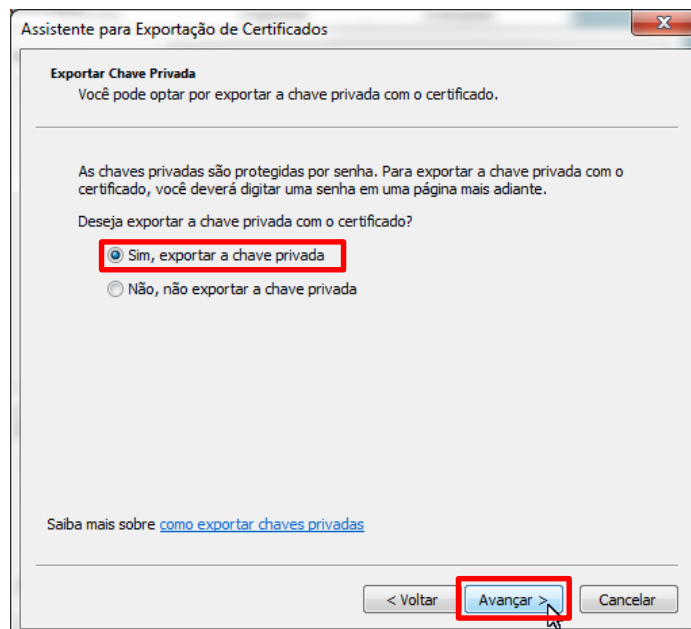 Assistente para Exportação de Certificados
Exportar Chave Privada
Você pode optar por exportar a chave privada com o certificado.
As chaves privadas são protegidas por senha. Para exportar a chave privada com o
certificado, você deverá digitar uma senha em uma página mais adiante.
Deseja exportar a chave privada com o certificado?
Sim, exportar a chave privada
Não, não exportar a chave privada
Saiba mais sobre como exportar chaves privadas
< Voltar Avançar > Cancelar